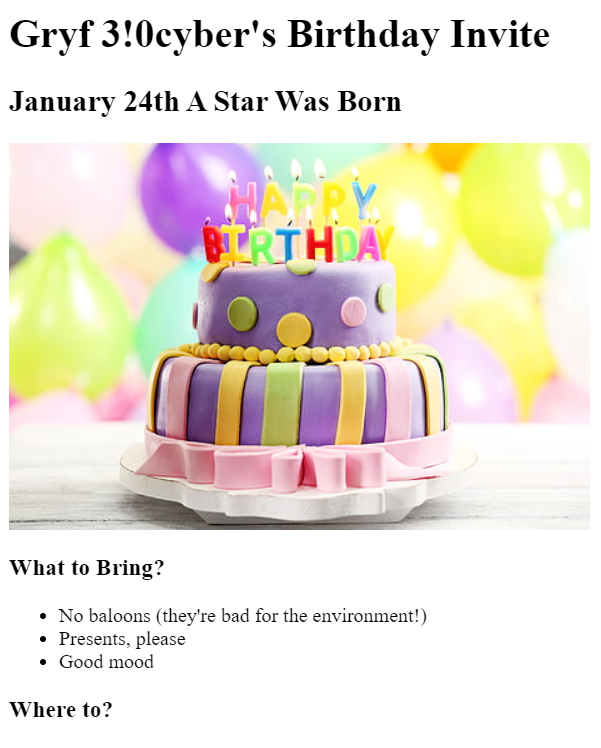 Gryf 3!0cyber's Birthday Invite
January 24th A Star Was Born
HAPPY
BIRTHDAY
What to Bring?
No baloons (they're bad for the environment!)
Presents, please
Good mood
Where to?